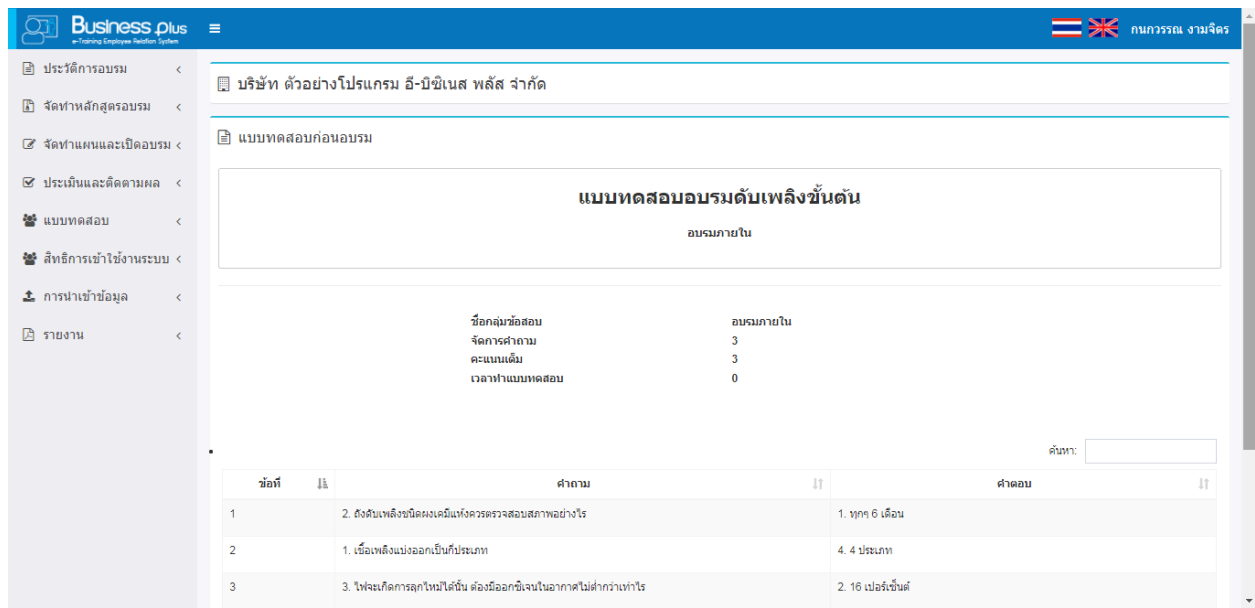 Business plus
e-Training Employee Relation System
กนกวรรณ งามจิตร
ประวัติการอบรม
จัดทำหลักสูตรอบรม
จัดทำแผนและเปิดอบรม
ประเมินและติดตามผล
แบบทดสอบ
สิทธิการเข้าใช้งานระบบ
การนำเข้าข้อมูล
รายงาน
บริษัท ตัวอย่างโปรแกรม อี-บิซิเนส พลัส จำกัด
แบบทดสอบก่อนอบรม
แบบทดสอบอบรมดับเพลิงขั้นต้น
อบรมภายใน
ชื่อกลุ่มข้อสอบ อบรมภายใน
จัดการคำถาม 3
คะแนนเต็ม 3
เวลาทำแบบทดสอบ 0
ค้นหา:
ข้อที่ คำถาม คำตอบ
1 2. ถังดับเพลิงชนิดผงเคมีแห้งควรตรวจสอบสภาพอย่างไร 1. ทุกๆ 6 เดือน
2 1. เชื้อเพลิงแบ่งออกเป็นกี่ประเภท 4. 4 ประเภท
3 3. ไฟจะเกิดการลุกไหม้ได้นั้น ต้องมีออกซิเจนในอากาศไม่ต่ำกว่าเท่าไร 2. 16 เปอร์เซ็นต์